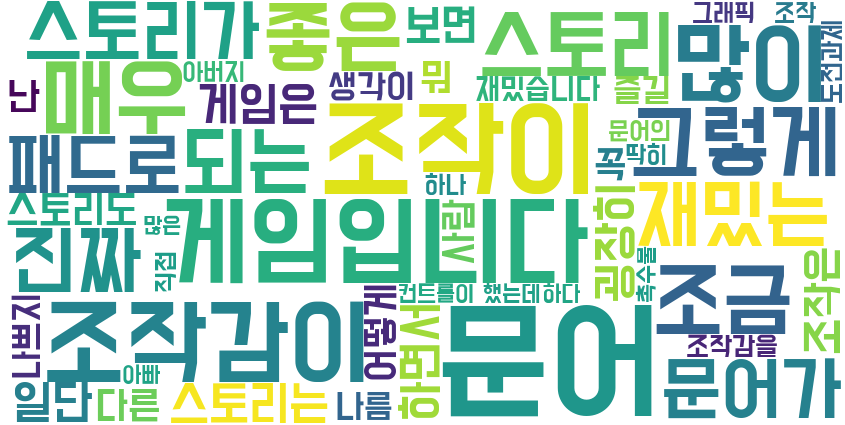 스토리가 좋은 보면 스토리 그래픽 조작
난 매우 아버지 게임은 생각이 뭐 재밌습니다 즐길 많이 도전과제
패드로 되는 조작이 하나 문어의 꼭 딱히 그렇게
스토리도 많은 게임입니다 사람 굉장히 재밌는
진짜 직접 컨트롤이 했는데하다 촉수물 조금 조작은
나쁘지 조작감이 어떻게 하면서 문어 조작감을
일단 아빠 다른 스토리는 나름 문어가